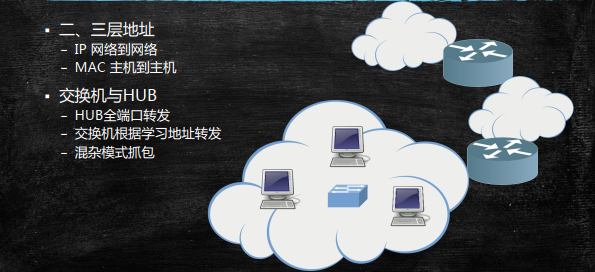 ▪ 二、三层地址
– IP 网络到网络
– MAC 主机到主机
▪ 交换机与HUB
– HUB全端口转发
– 交换机根据学习地址转发
– 混杂模式抓包